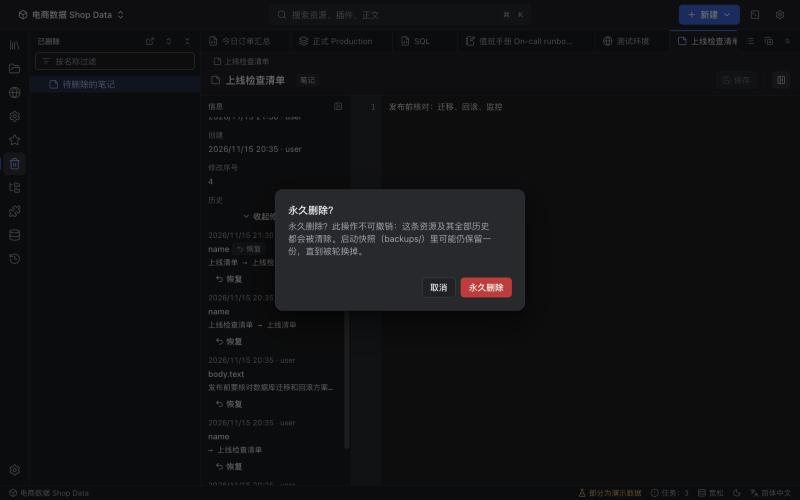 电商数据 Shop Data
搜索资源、插件、正文
⌘ K
+ 新建
已删除
今日订单汇总
正式 Production
SQL
值班手册 On-call runbo...
测试环境
上线检查清单
按名称过滤
待删除的笔记
上线检查清单
上线检查清单
笔记
保存
信息
创建
2026/11/15 20:35 · user
修改序号
4
历史
2026/11/15 21:30
name
恢复
上线清单 →
恢复
2026/11/15 20:35
name
上线检查清单 → 上线清单
恢复
2026/11/15 20:35 · user
body.text
发布前要核对数据库迁移和回滚方案...
恢复
2026/11/15 20:35 · user
name
→ 上线检查清单
恢复
1
发布前核对：迁移、回滚、监控
永久删除?
永久删除？此操作不可撤销：这条资源及其全部历史
都会被清除。启动快照（backups/）里可能仍保留一
份，直到被轮换掉。
取消
永久删除
电商数据 Shop Data
部分为演示数据
任务：3
宽松
简体中文